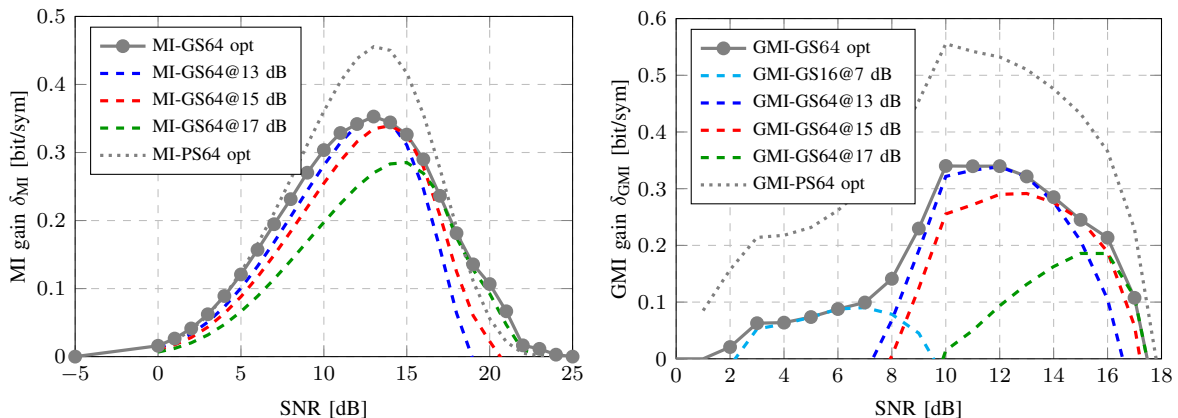 0.5
0.4
0.3
0.2
0.1
0
−5
0
5
10
15
20
25
MI gain δMI [bit/sym]
SNR [dB]
MI-GS64 opt
MI-GS64@13 dB
MI-GS64@15 dB
MI-GS64@17 dB
MI-PS64 opt
0.6
0.5
0.4
0.3
0.2
0.1
0
0
2
4
6
8
10
12
14
16
18
GMI gain δGMI [bit/sym]
SNR [dB]
GMI-GS64 opt
GMI-GS16@7 dB
GMI-GS64@13 dB
GMI-GS64@15 dB
GMI-GS64@17 dB
GMI-PS64 opt